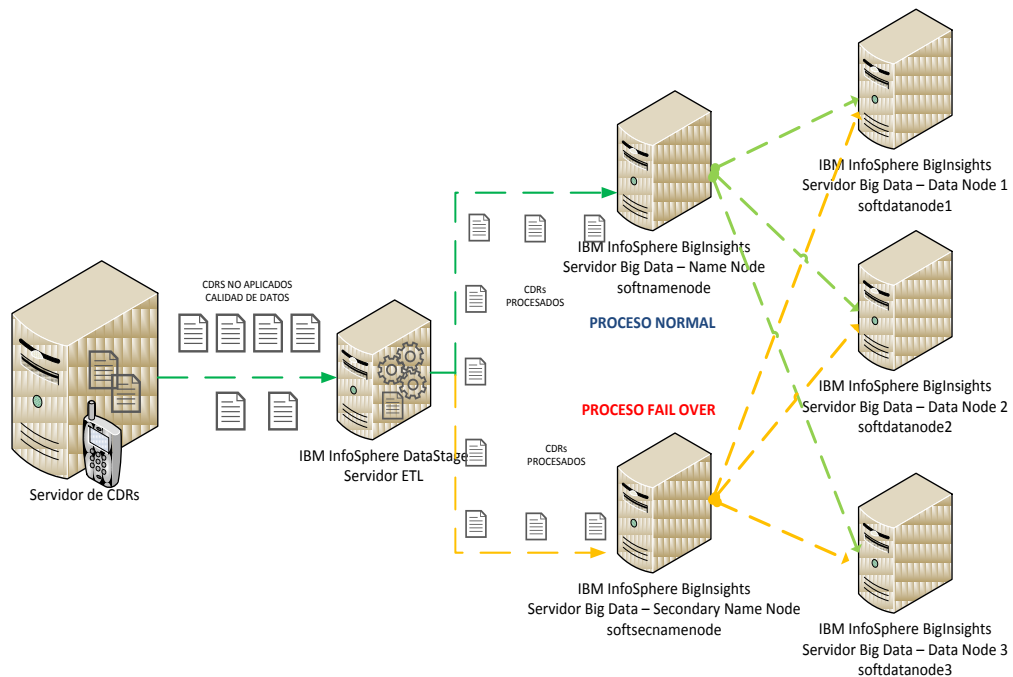 CDRS NO APLICADOS
CALIDAD DE DATOS
Servidor de CDRs
IBM InfoSphere DataStage
Servidor ETL
CDRs
PROCESADOS
IBM InfoSphere BigInsights
Servidor Big Data – Name Node
softnamenode
PROCESO NORMAL
PROCESO FAIL OVER
CDRs
PROCESADOS
IBM InfoSphere BigInsights
Servidor Big Data – Secondary Name Node
softsecnamenode
IBM InfoSphere BigInsights
Servidor Big Data – Data Node 1
softdatanode1
IBM InfoSphere BigInsights
Servidor Big Data – Data Node 2
softdatanode2
IBM InfoSphere BigInsights
Servidor Big Data – Data Node 3
softdatanode3